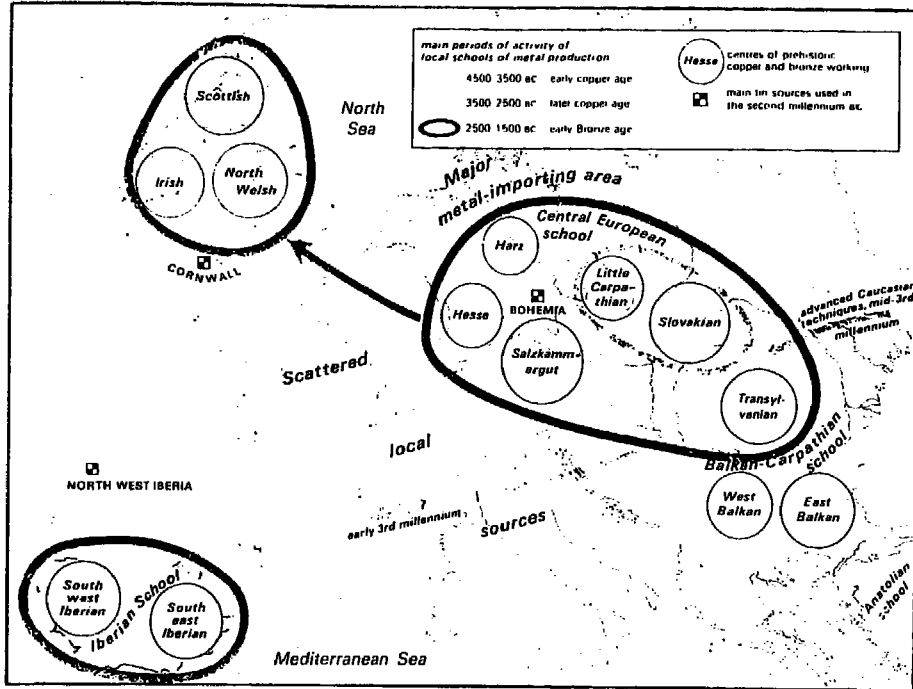 main periods of activity of
local schools of metal production
4500 3500 BC early copper age
3500 2500 BC later copper age
2500 1500 BC early Bronze age
Hesse
centres of prehistoric
copper and bronze working
main tin sources used in
the second millennium BC.
Scottish
Irish
North
Welsh
North
Sea
CORNWALL
Major
metal-importing area
Central European
school
Harz
Hesse
BOHEMIA
Little
Carpa-
thian
Slovakian
Salzkamm-
ergut
Transyl-
vanian
advanced Caucasian
techniques, mid-3rd
millennium
Balkan-Carpathian
school
West
Balkan
East
Balkan
Anatolian
school
Scattered
local
sources
early 3rd millennium
NORTH WEST IBERIA
South
west
Iberian
Iberian School
South
east
Iberian
Mediterranean Sea